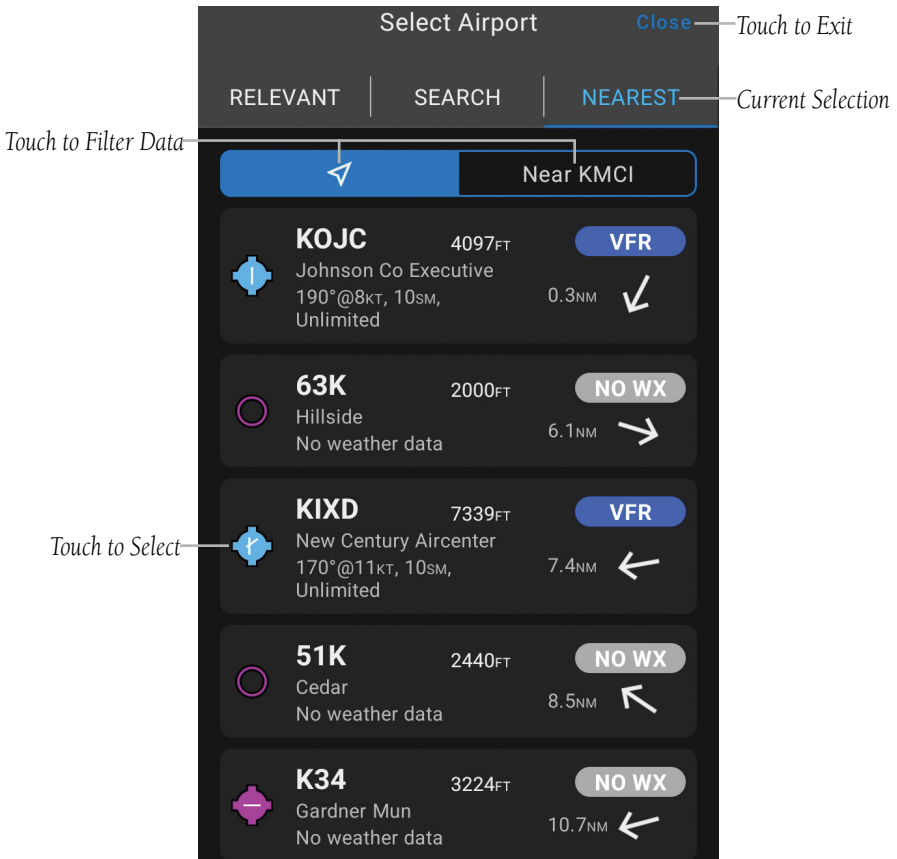 Select Airport
Close
Touch to Exit
RELEVANT
SEARCH
NEAREST
Current Selection
Touch to Filter Data
Near KMCI
KOJC
4097FT
VFR
Johnson Co Executive
190°@8KT, 10SM,
0.3NM
Unlimited
63K
2000FT
NO WX
Hillside
6.1NM
No weather data
KIXD
7339FT
VFR
Touch to Select
New Century Aircenter
170°@11KT, 10SM,
7.4NM
Unlimited
51K
2440FT
NO WX
Cedar
8.5NM
No weather data
K34
3224FT
NO WX
Gardner Mun
10.7NM
No weather data